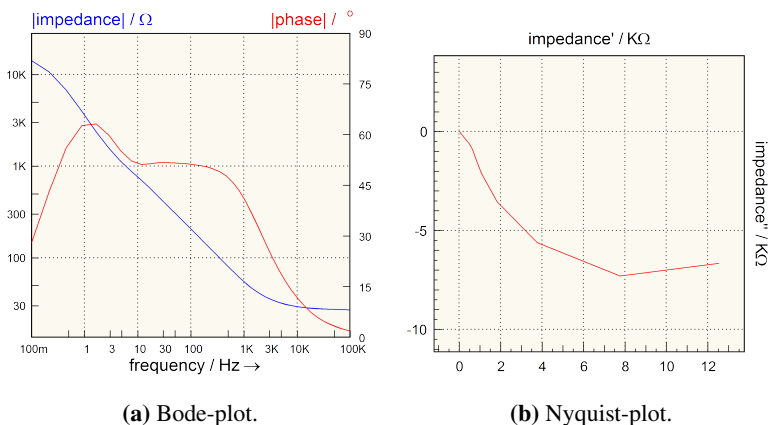 |impedance| / Ω |phase| / °
90
75
60
45
30
15
0
10K
3K
1K
300
100
30
100m 1 3 10 30 100 1K 3K 10K 100K
frequency / Hz →
(a) Bode-plot.
impedance' / KΩ
0
-5
-10
impedance'' / KΩ
0 2 4 6 8 10 12
(b) Nyquist-plot.